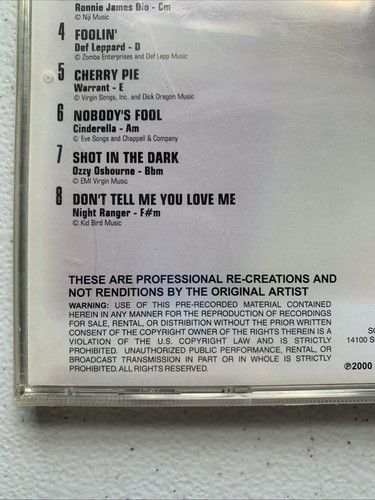 Ronnie James Dio - Cm
© Niji Music
4 FOOLIN'
Def Leppard - D
© Zomba Enterprises and Def Lepp Music
5 CHERRY PIE
Warrant - E
© Virgin Songs, Inc. and Dick Dragon Music
6 NOBODY'S FOOL
Cinderella - Am
© Eve Songs and Chappell & Company
7 SHOT IN THE DARK
Ozzy Osbourne - Bbm
© EMI Virgin Music
8 DON'T TELL ME YOU LOVE ME
Night Ranger - F#m
© Kid Bird Music
THESE ARE PROFESSIONAL RE-CREATIONS AND
NOT RENDITIONS BY THE ORIGINAL ARTIST
WARNING: USE OF THIS PRE-RECORDED MATERIAL CONTAINED
HEREIN IN ANY MANNER FOR THE REPRODUCTION OF RECORDINGS
FOR SALE, RENTAL, OR DISTRIBUTION WITHOUT THE PRIOR WRITTEN
CONSENT OF THE COPYRIGHT OWNER OF THE RIGHTS THEREIN IS A
VIOLATION OF THE U.S. COPYRIGHT LAW AND IS STRICTLY
PROHIBITED. UNAUTHORIZED PUBLIC PERFORMANCE, RENTAL, OR
BROADCAST TRANSMISSION IN PART OR IN WHOLE IS STRICTLY
PROHIBITED. ALL RIGHTS RESERVED.
14100 S
℗2000